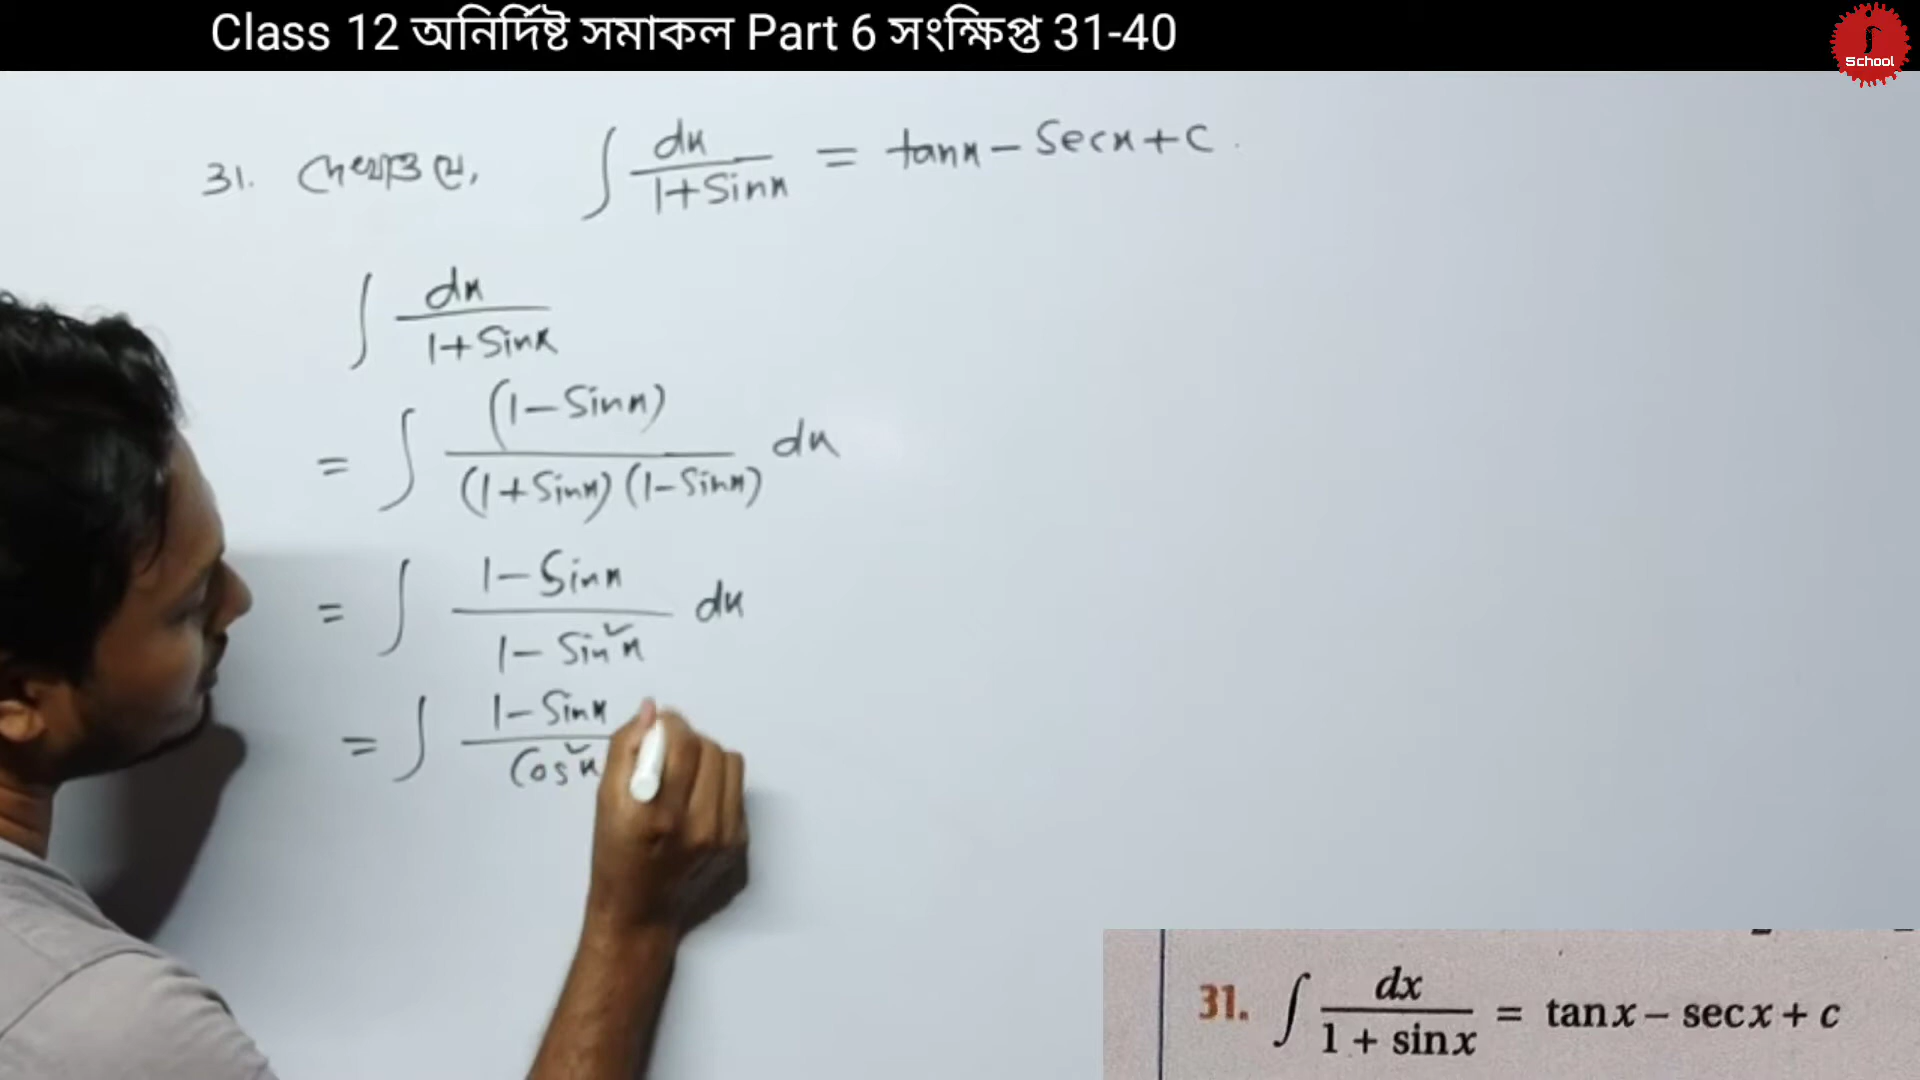 Class 12 অনির্দিষ্ট সমাকল Part 6 সংক্ষিপ্ত 31-40
∫ School
31. দেখাও যে, ∫ dx/(1+Sinx) = tanx - Secx + C.
∫ dx/(1+Sinx)
= ∫ (1-Sinx)/((1+Sinx)(1-Sinx)) dx
= ∫ (1-Sinx)/(1-Sin²x) dx
= ∫ (1-Sinx)/(Cos²x)
31. ∫ dx/(1 + sinx) = tanx – secx + c